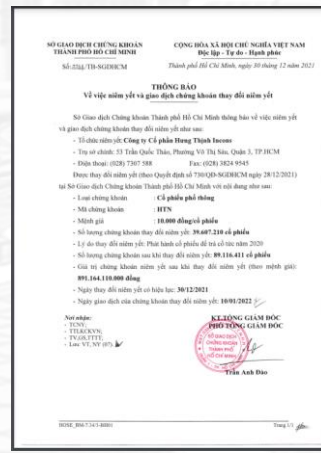 SỞ GIAO DỊCH CHỨNG KHOÁN
THÀNH PHỐ HỒ CHÍ MINH
CỘNG HÒA XÃ HỘI CHỦ NGHĨA VIỆT NAM
Độc lập - Tự do - Hạnh phúc
Số: /TB-SGDHCM
Thành phố Hồ Chí Minh, ngày 30 tháng 12 năm 2021
THÔNG BÁO
Về việc niêm yết và giao dịch chứng khoán thay đổi niêm yết
Sở Giao dịch Chứng khoán Thành phố Hồ Chí Minh thông báo về việc niêm yết
và giao dịch chứng khoán thay đổi niêm yết như sau:
- Tổ chức niêm yết: Công ty Cổ phần Hưng Thịnh Incons
- Trụ sở chính: 53 Trần Quốc Thảo, Phường Võ Thị Sáu, Quận 3, TP.HCM
- Điện thoại: (028) 7307 588 Fax: (028) 3824 9545
Được thay đổi niêm yết (theo Quyết định số 730/QĐ-SGDHCM ngày 28/12/2021)
tại Sở Giao dịch Chứng khoán Thành phố Hồ Chí Minh với nội dung như sau:
- Loại chứng khoán : Cổ phiếu phổ thông
- Mã chứng khoán : HTN
- Mệnh giá : 10.000 đồng/cổ phiếu
- Số lượng chứng khoán thay đổi niêm yết: 39.607.210 cổ phiếu
- Lý do thay đổi niêm yết: Phát hành cổ phiếu để trả cổ tức năm 2020
- Số lượng chứng khoán sau khi thay đổi niêm yết: 89.116.411 cổ phiếu
- Giá trị chứng khoán niêm yết sau khi thay đổi niêm yết (theo mệnh giá):
891.164.110.000 đồng
- Ngày thay đổi niêm yết có hiệu lực: 30/12/2021
- Ngày giao dịch của chứng khoán thay đổi niêm yết: 10/01/2022
Nơi nhận:
- TCNY;
- TTLKCKVN;
- TV,GS,TTTT;
- Lưu: VT, NY (07).
KT.TỔNG GIÁM ĐỐC
PHÓ TỔNG GIÁM ĐỐC
SỞ GIAO DỊCH
CHỨNG KHOÁN
THÀNH PHỐ
HỒ CHÍ MINH
Trần Anh Đào
Trang 1/1